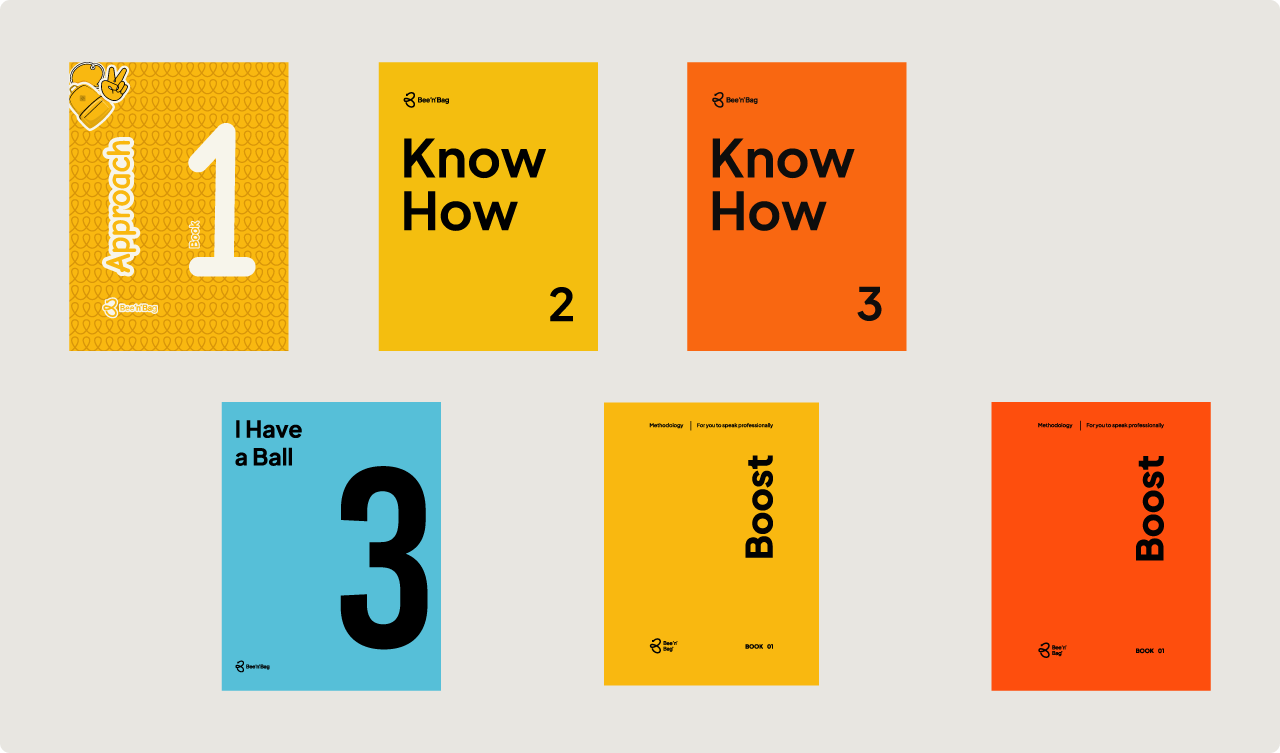 Approach
Book
1
Bee'n'Bag
Bee'n'Bag
Know
How
2
Bee'n'Bag
Know
How
3
I Have
a Ball
3
Bee'n'Bag
Methodology | For you to speak professionally
Boost
Bee'n'
Bag'
BOOK 01
Methodology | For you to speak professionally
Boost
Bee'n'
Bag'
BOOK 01